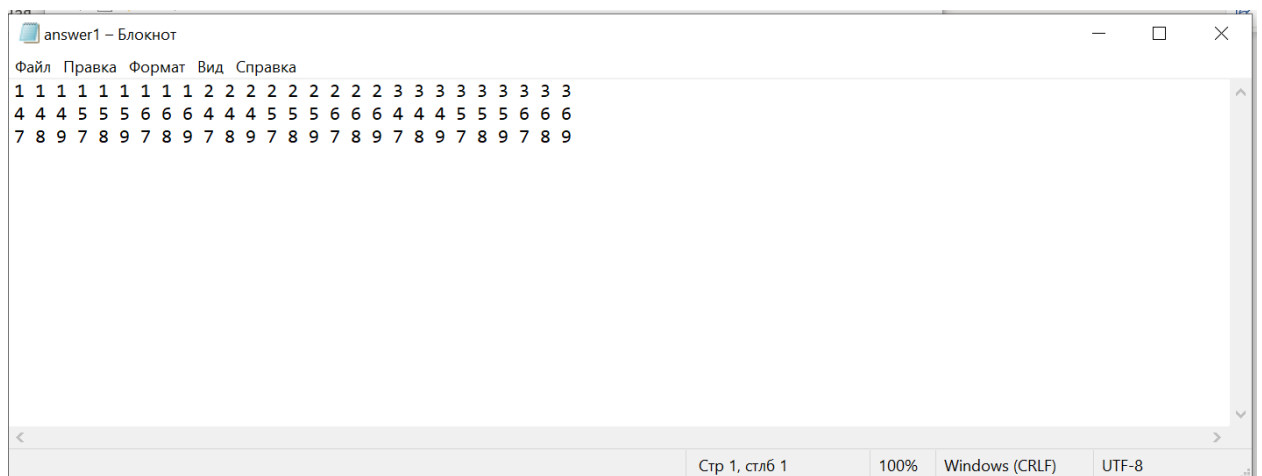 answer1 – Блокнот
Файл Правка Формат Вид Справка
1 1 1 1 1 1 1 1 1 2 2 2 2 2 2 2 2 2 3 3 3 3 3 3 3 3 3
4 4 4 5 5 5 6 6 6 4 4 4 5 5 5 6 6 6 4 4 4 5 5 5 6 6 6
7 8 9 7 8 9 7 8 9 7 8 9 7 8 9 7 8 9 7 8 9 7 8 9 7 8 9
Стр 1, стлб 1 100% Windows (CRLF) UTF-8